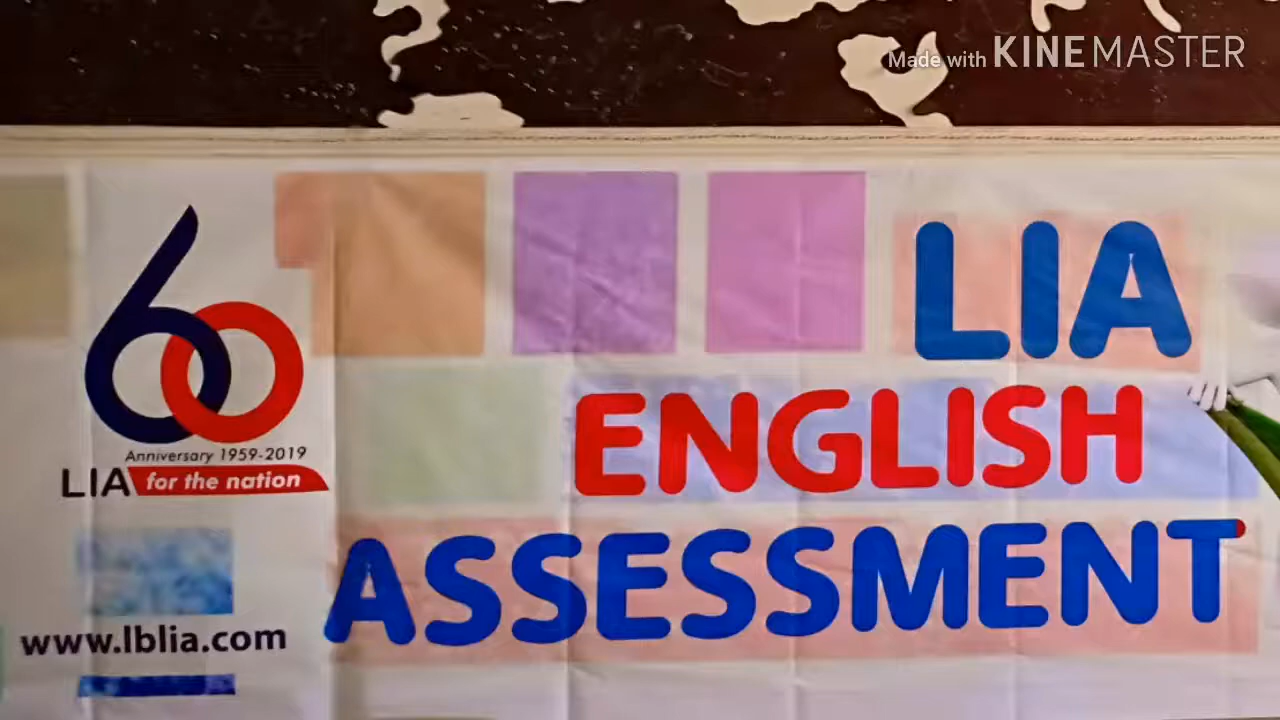 Made with KINEMASTER
60
Anniversary 1959-2019
LIA for the nation
www.lblia.com
LIA
ENGLISH
ASSESSMENT